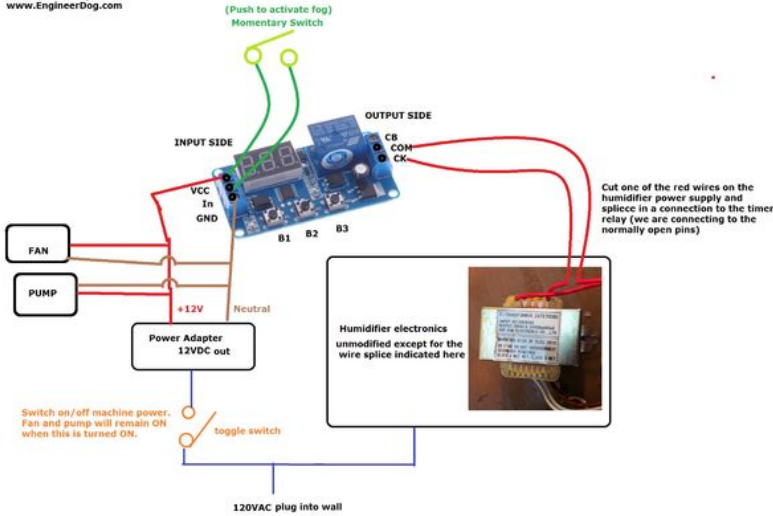 www.EngineerDog.com
(Push to activate fog)
Momentary Switch
OUTPUT SIDE
INPUT SIDE
CB
COM
CK
VCC
In
GND
B1
B2
B3
Cut one of the red wires on the
humidifier power supply and
spliece in a connection to the timer
relay (we are connecting to the
normally open pins)
FAN
PUMP
+12V
Neutral
Power Adapter
12VDC out
Humidifier electronics
unmodified except for the
wire splice indicated here
Switch on/off machine power.
Fan and pump will remain ON
when this is turned ON.
toggle switch
120VAC plug into wall